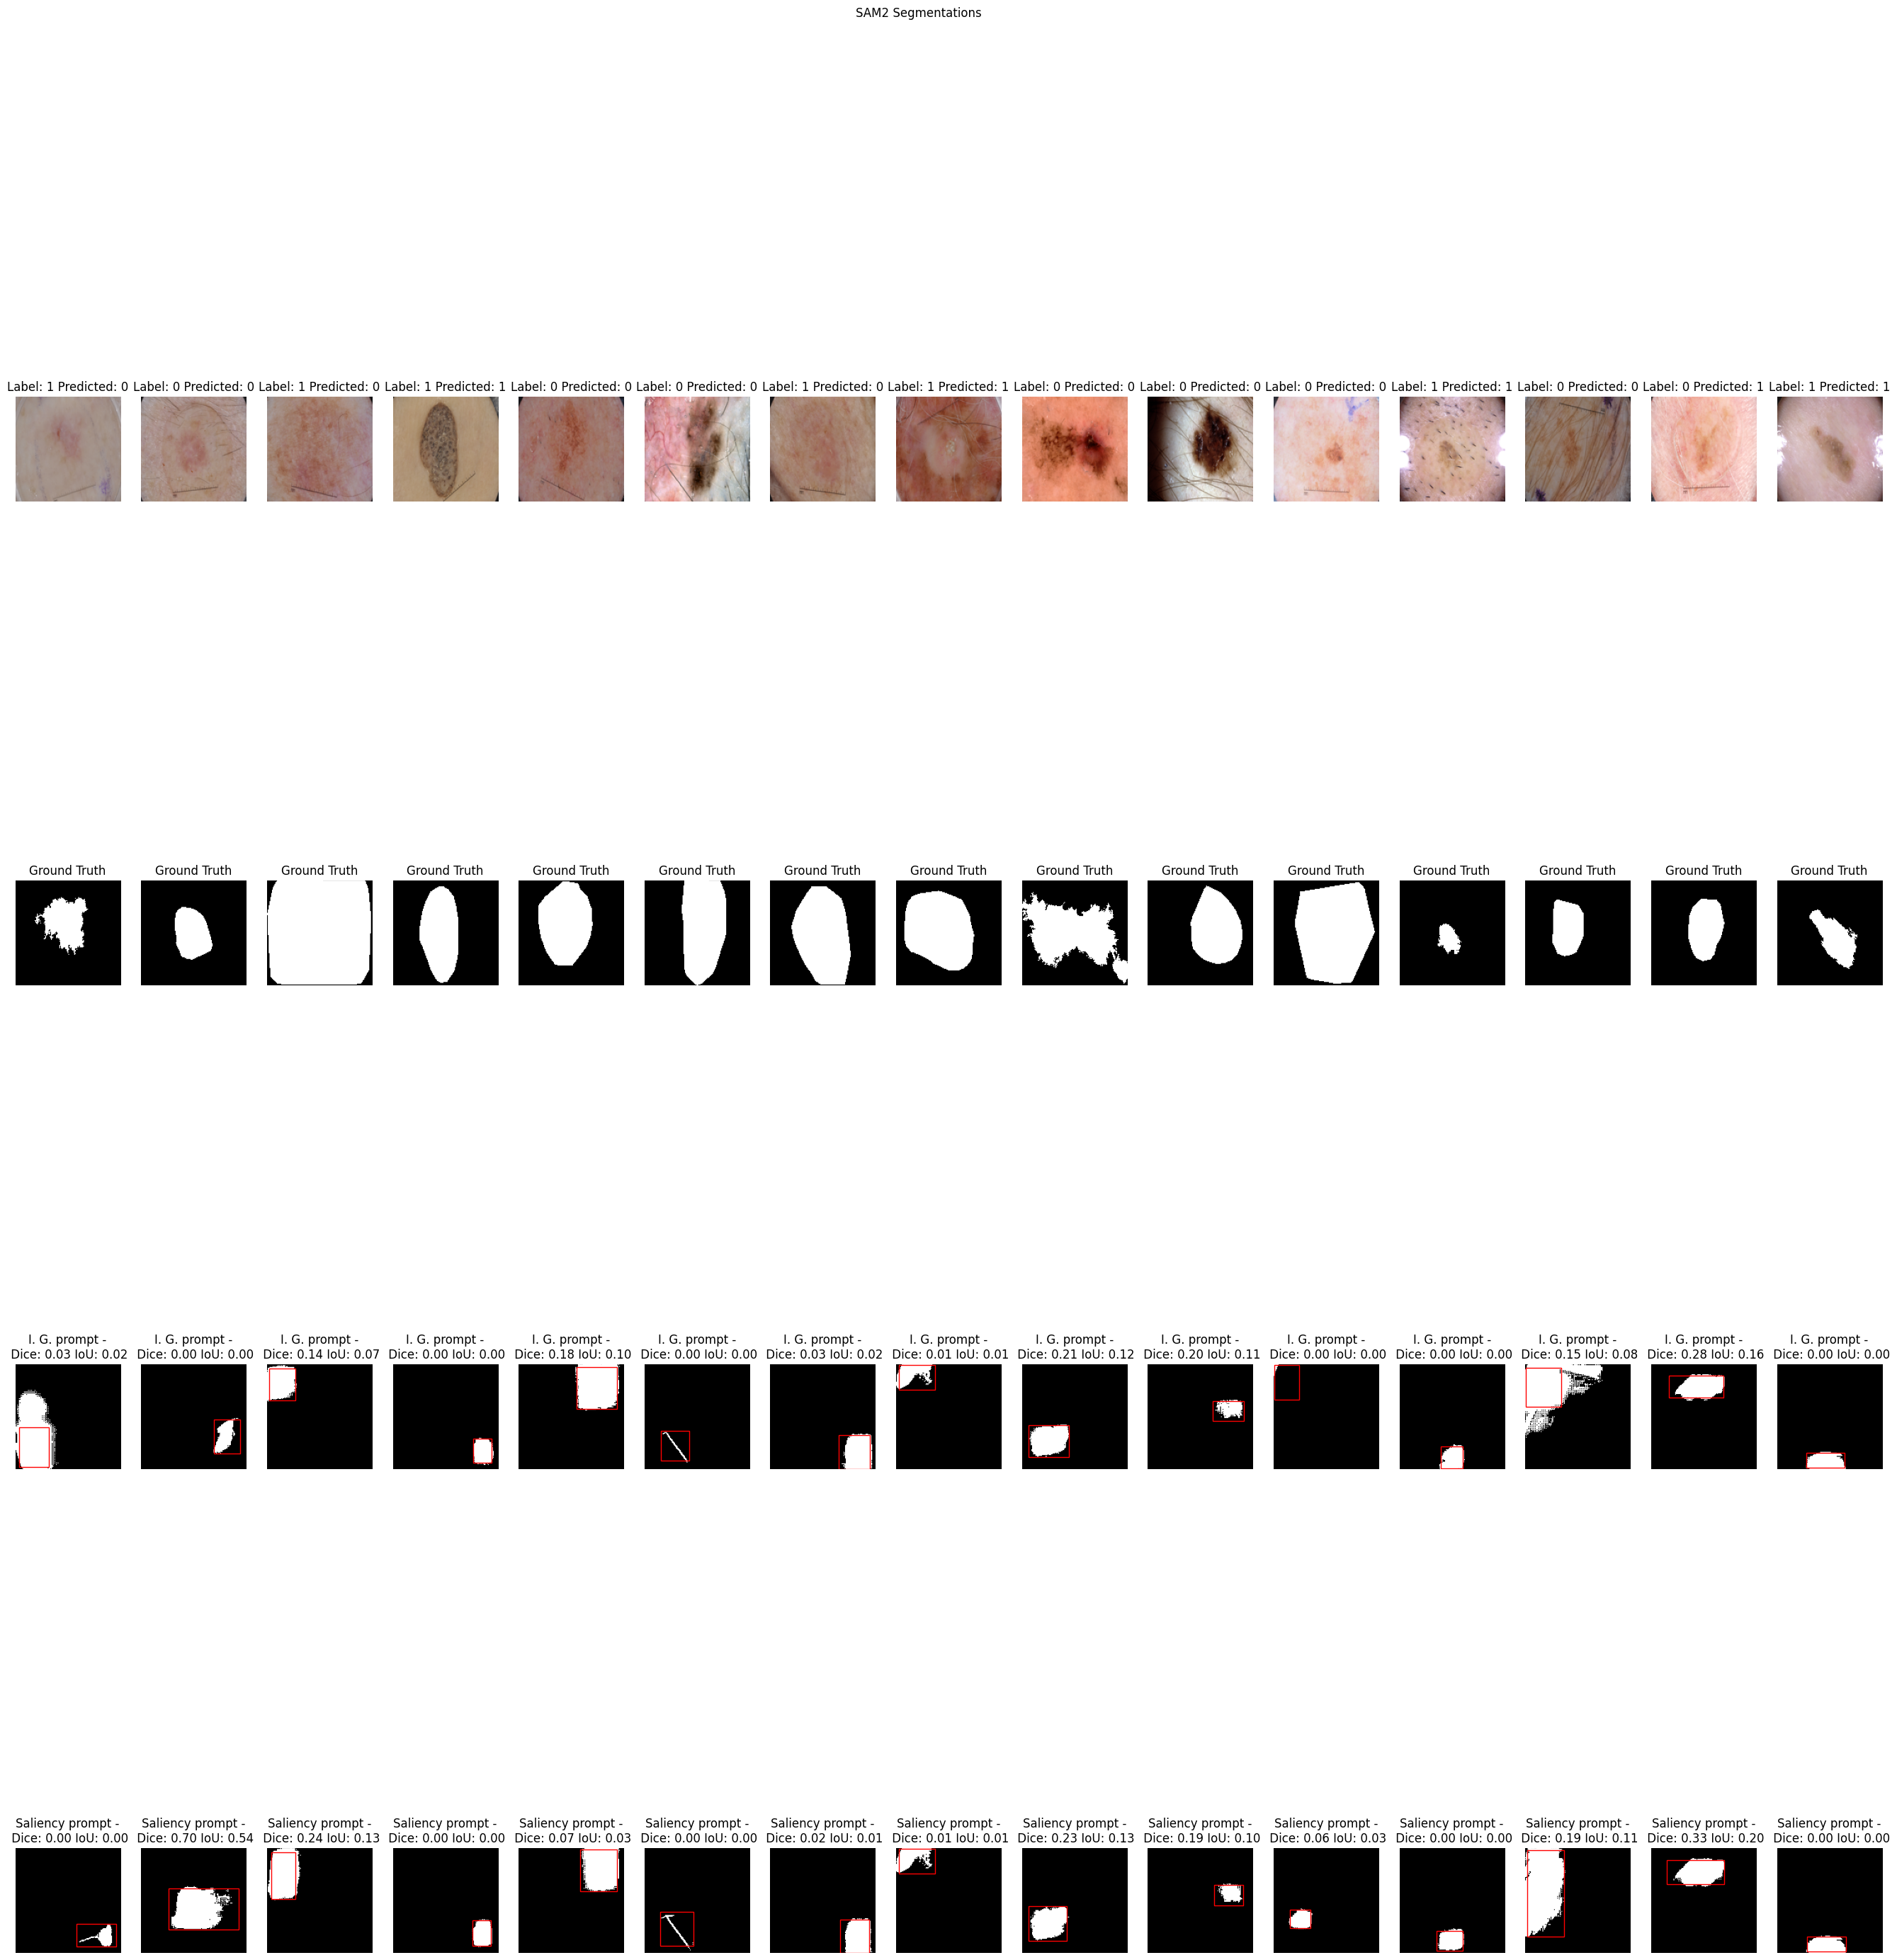 SAM2 Segmentations
Label: 1 Predicted: 0 Label: 0 Predicted: 0 Label: 1 Predicted: 0 Label: 1 Predicted: 1 Label: 0 Predicted: 0 Label: 0 Predicted: 0 Label: 1 Predicted: 0 Label: 1 Predicted: 1 Label: 0 Predicted: 0 Label: 0 Predicted: 0 Label: 0 Predicted: 0 Label: 1 Predicted: 1 Label: 0 Predicted: 0 Label: 0 Predicted: 1 Label: 1 Predicted: 1
Ground Truth Ground Truth Ground Truth Ground Truth Ground Truth Ground Truth Ground Truth Ground Truth Ground Truth Ground Truth Ground Truth Ground Truth Ground Truth Ground Truth Ground Truth
I. G. prompt - I. G. prompt - I. G. prompt - I. G. prompt - I. G. prompt - I. G. prompt - I. G. prompt - I. G. prompt - I. G. prompt - I. G. prompt - I. G. prompt - I. G. prompt - I. G. prompt - I. G. prompt - I. G. prompt -
Dice: 0.03 IoU: 0.02 Dice: 0.00 IoU: 0.00 Dice: 0.14 IoU: 0.07 Dice: 0.00 IoU: 0.00 Dice: 0.18 IoU: 0.10 Dice: 0.00 IoU: 0.00 Dice: 0.03 IoU: 0.02 Dice: 0.01 IoU: 0.01 Dice: 0.21 IoU: 0.12 Dice: 0.20 IoU: 0.11 Dice: 0.00 IoU: 0.00 Dice: 0.00 IoU: 0.00 Dice: 0.15 IoU: 0.08 Dice: 0.28 IoU: 0.16 Dice: 0.00 IoU: 0.00
Saliency prompt - Saliency prompt - Saliency prompt - Saliency prompt - Saliency prompt - Saliency prompt - Saliency prompt - Saliency prompt - Saliency prompt - Saliency prompt - Saliency prompt - Saliency prompt - Saliency prompt - Saliency prompt - Saliency prompt -
Dice: 0.00 IoU: 0.00 Dice: 0.70 IoU: 0.54 Dice: 0.24 IoU: 0.13 Dice: 0.00 IoU: 0.00 Dice: 0.07 IoU: 0.03 Dice: 0.00 IoU: 0.00 Dice: 0.02 IoU: 0.01 Dice: 0.01 IoU: 0.01 Dice: 0.23 IoU: 0.13 Dice: 0.19 IoU: 0.10 Dice: 0.06 IoU: 0.03 Dice: 0.00 IoU: 0.00 Dice: 0.19 IoU: 0.11 Dice: 0.33 IoU: 0.20 Dice: 0.00 IoU: 0.00